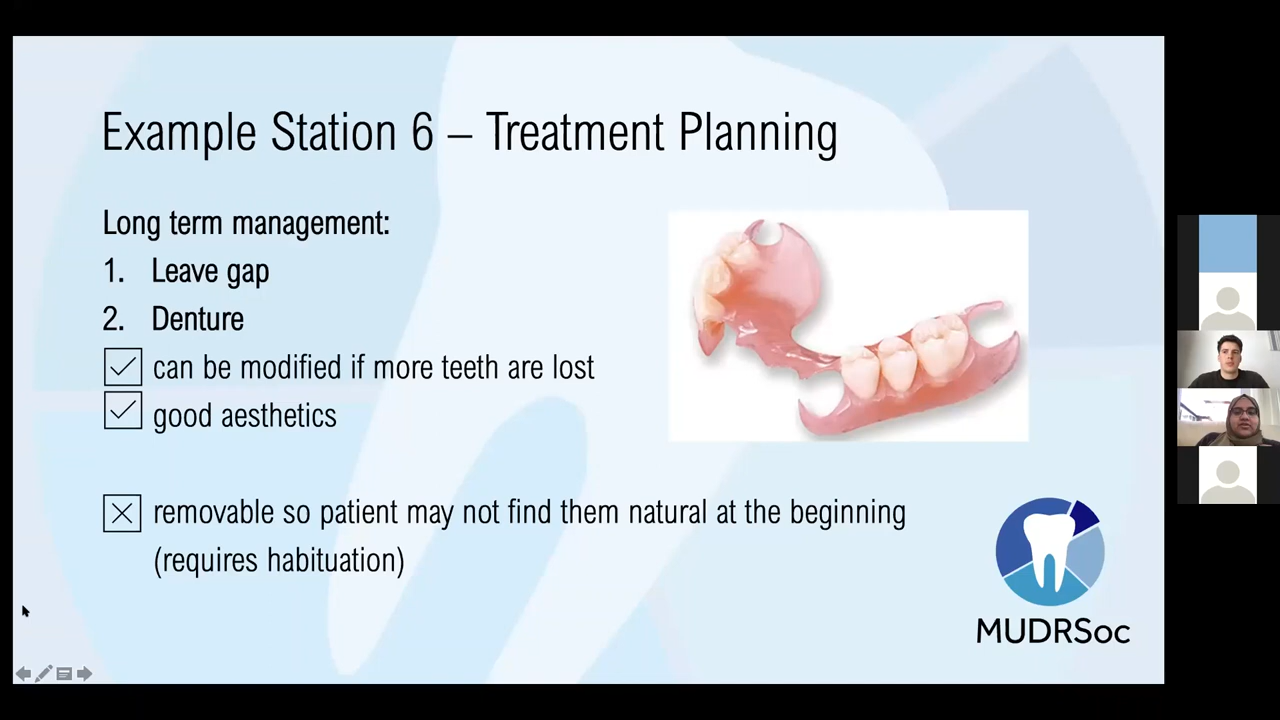 Example Station 6 – Treatment Planning
Long term management:
1. Leave gap
2. Denture
can be modified if more teeth are lost
good aesthetics
removable so patient may not find them natural at the beginning
(requires habituation)
MUDRSoc